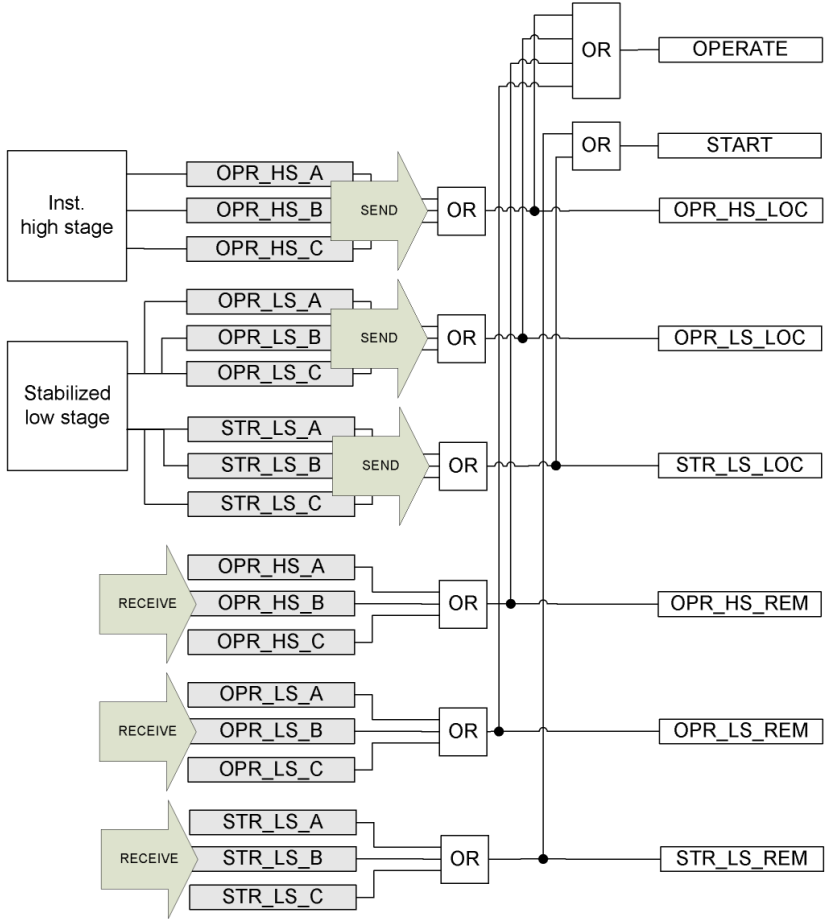 OR
OPERATE
OR
START
Inst.
high stage
OPR_HS_A
OPR_HS_B
OPR_HS_C
SEND
OR
OPR_HS_LOC
Stabilized
low stage
OPR_LS_A
OPR_LS_B
OPR_LS_C
SEND
OR
OPR_LS_LOC
STR_LS_A
STR_LS_B
STR_LS_C
SEND
OR
STR_LS_LOC
RECEIVE
OPR_HS_A
OPR_HS_B
OPR_HS_C
OR
OPR_HS_REM
RECEIVE
OPR_LS_A
OPR_LS_B
OPR_LS_C
OR
OPR_LS_REM
RECEIVE
STR_LS_A
STR_LS_B
STR_LS_C
OR
STR_LS_REM